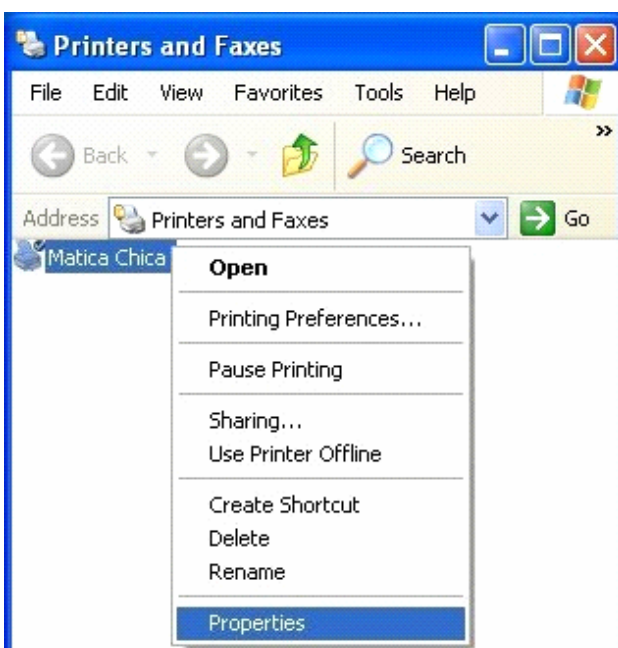 Printers and Faxes
File Edit View Favorites Tools Help
Back Search »
Address Printers and Faxes Go
Matica Chica
Open
Printing Preferences...
Pause Printing
Sharing...
Use Printer Offline
Create Shortcut
Delete
Rename
Properties